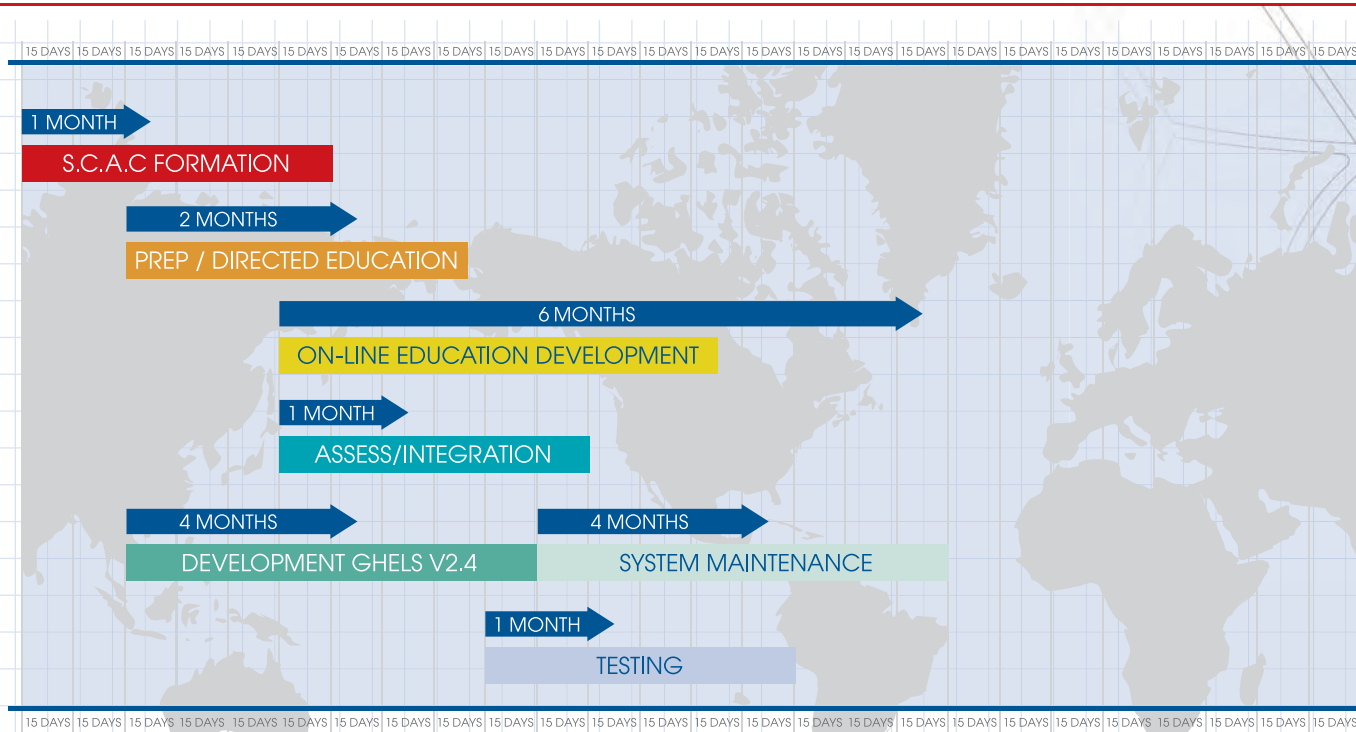 15 DAYS 15 DAYS 15 DAYS 15 DAYS 15 DAYS 15 DAYS 15 DAYS 15 DAYS 15 DAYS 15 DAYS 15 DAYS 15 DAYS 15 DAYS 15 DAYS 15 DAYS 15 DAYS 15 DAYS 15 DAYS 15 DAYS 15 DAYS 15 DAYS 15 DAYS 15 DAYS 15 DAYS 15 DAYS 15 DAYS
1 MONTH
S.C.A.C FORMATION
2 MONTHS
PREP / DIRECTED EDUCATION
6 MONTHS
ON-LINE EDUCATION DEVELOPMENT
1 MONTH
ASSESS/INTEGRATION
4 MONTHS 4 MONTHS
DEVELOPMENT GHELS V2.4 SYSTEM MAINTENANCE
1 MONTH
TESTING
15 DAYS 15 DAYS 15 DAYS 15 DAYS 15 DAYS 15 DAYS 15 DAYS 15 DAYS 15 DAYS 15 DAYS 15 DAYS 15 DAYS 15 DAYS 15 DAYS 15 DAYS 15 DAYS 15 DAYS 15 DAYS 15 DAYS 15 DAYS 15 DAYS 15 DAYS 15 DAYS 15 DAYS 15 DAYS 15 DAYS